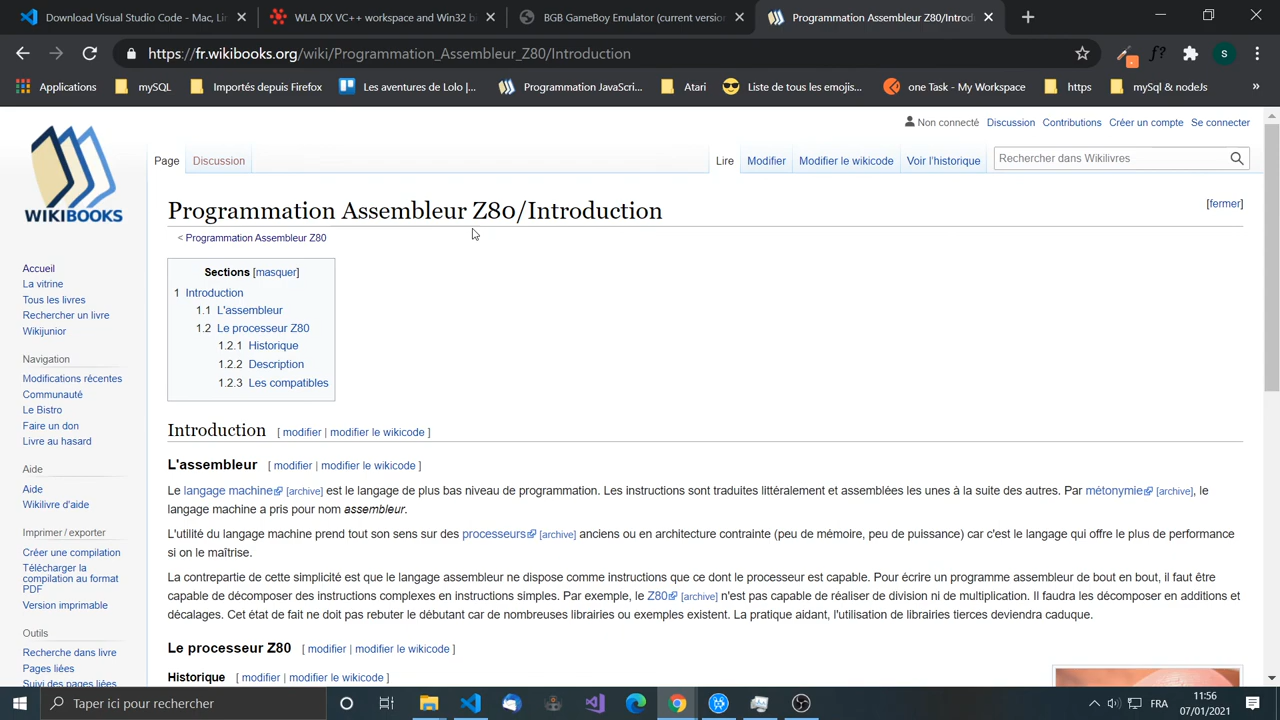 Download Visual Studio Code - Mac, Lin
WLA DX VC++ workspace and Win32 b
BGB GameBoy Emulator (current versio
Programmation Assembleur Z80/Introd
https://fr.wikibooks.org/wiki/Programmation_Assembleur_Z80/Introduction
f?
s
Applications
mySQL
Importés depuis Firefox
Les aventures de Lolo |...
Programmation JavaScri...
Atari
Liste de tous les emojis...
one Task - My Workspace
https
mySql & nodeJs
»
Non connecté Discussion Contributions Créer un compte Se connecter
WIKIBOOKS
Page Discussion
Lire Modifier Modifier le wikicode Voir l’historique
Rechercher dans Wikilivres
Programmation Assembleur Z80/Introduction
[fermer]
< Programmation Assembleur Z80
Accueil
La vitrine
Tous les livres
Rechercher un livre
Wikijunior
Navigation
Modifications récentes
Communauté
Le Bistro
Faire un don
Livre au hasard
Aide
Aide
Wikilivre d'aide
Imprimer / exporter
Créer une compilation
Télécharger la
compilation au format
PDF
Version imprimable
Outils
Recherche dans livre
Pages liées
Suivi des pages liées
Sections [masquer]
1 Introduction
1.1 L'assembleur
1.2 Le processeur Z80
1.2.1 Historique
1.2.2 Description
1.2.3 Les compatibles
Introduction [ modifier | modifier le wikicode ]
L'assembleur [ modifier | modifier le wikicode ]
Le langage machine [archive] est le langage de plus bas niveau de programmation. Les instructions sont traduites littéralement et assemblées les unes à la suite des autres. Par métonymie [archive], le
langage machine a pris pour nom assembleur.
L'utilité du langage machine prend tout son sens sur des processeurs [archive] anciens ou en architecture contrainte (peu de mémoire, peu de puissance) car c'est le langage qui offre le plus de performance
si on le maîtrise.
La contrepartie de cette simplicité est que le langage assembleur ne dispose comme instructions que ce dont le processeur est capable. Pour écrire un programme assembleur de bout en bout, il faut être
capable de décomposer des instructions complexes en instructions simples. Par exemple, le Z80 [archive] n'est pas capable de réaliser de division ni de multiplication. Il faudra les décomposer en additions et
décalages. Cet état de fait ne doit pas rebuter le débutant car de nombreuses librairies ou exemples existent. La pratique aidant, l'utilisation de librairies tierces deviendra caduque.
Le processeur Z80 [ modifier | modifier le wikicode ]
Historique [ modifier | modifier le wikicode ]
Taper ici pour rechercher
FRA
11:56
07/01/2021